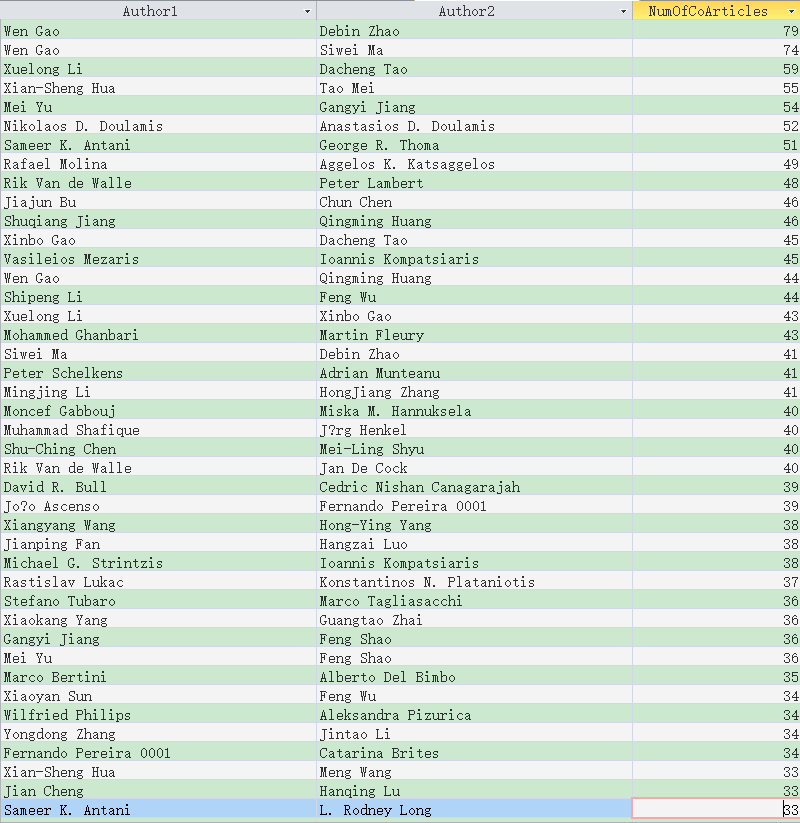 Author1 Author2 NumOfCoArticles
Wen Gao Debin Zhao 79
Wen Gao Siwei Ma 74
Xuelong Li Dacheng Tao 59
Xian-Sheng Hua Tao Mei 55
Mei Yu Gangyi Jiang 54
Nikolaos D. Doulamis Anastasios D. Doulamis 52
Sameer K. Antani George R. Thoma 51
Rafael Molina Aggelos K. Katsaggelos 49
Rik Van de Walle Peter Lambert 48
Jiajun Bu Chun Chen 46
Shuqiang Jiang Qingming Huang 46
Xinbo Gao Dacheng Tao 45
Vasileios Mezaris Ioannis Kompatsiaris 45
Wen Gao Qingming Huang 44
Shipeng Li Feng Wu 44
Xuelong Li Xinbo Gao 43
Mohammed Ghanbari Martin Fleury 43
Siwei Ma Debin Zhao 41
Peter Schelkens Adrian Munteanu 41
Mingjing Li HongJiang Zhang 41
Moncef Gabbouj Miska M. Hannuksela 40
Muhammad Shafique J?rg Henkel 40
Shu-Ching Chen Mei-Ling Shyu 40
Rik Van de Walle Jan De Cock 40
David R. Bull Cedric Nishan Canagarajah 39
Jo?o Ascenso Fernando Pereira 0001 39
Xiangyang Wang Hong-Ying Yang 38
Jianping Fan Hangzai Luo 38
Michael G. Strintzis Ioannis Kompatsiaris 38
Rastislav Lukac Konstantinos N. Plataniotis 37
Stefano Tubaro Marco Tagliasacchi 36
Xiaokang Yang Guangtao Zhai 36
Gangyi Jiang Feng Shao 36
Mei Yu Feng Shao 36
Marco Bertini Alberto Del Bimbo 35
Xiaoyan Sun Feng Wu 34
Wilfried Philips Aleksandra Pizurica 34
Yongdong Zhang Jintao Li 34
Fernando Pereira 0001 Catarina Brites 34
Xian-Sheng Hua Meng Wang 33
Jian Cheng Hanqing Lu 33
Sameer K. Antani L. Rodney Long 33